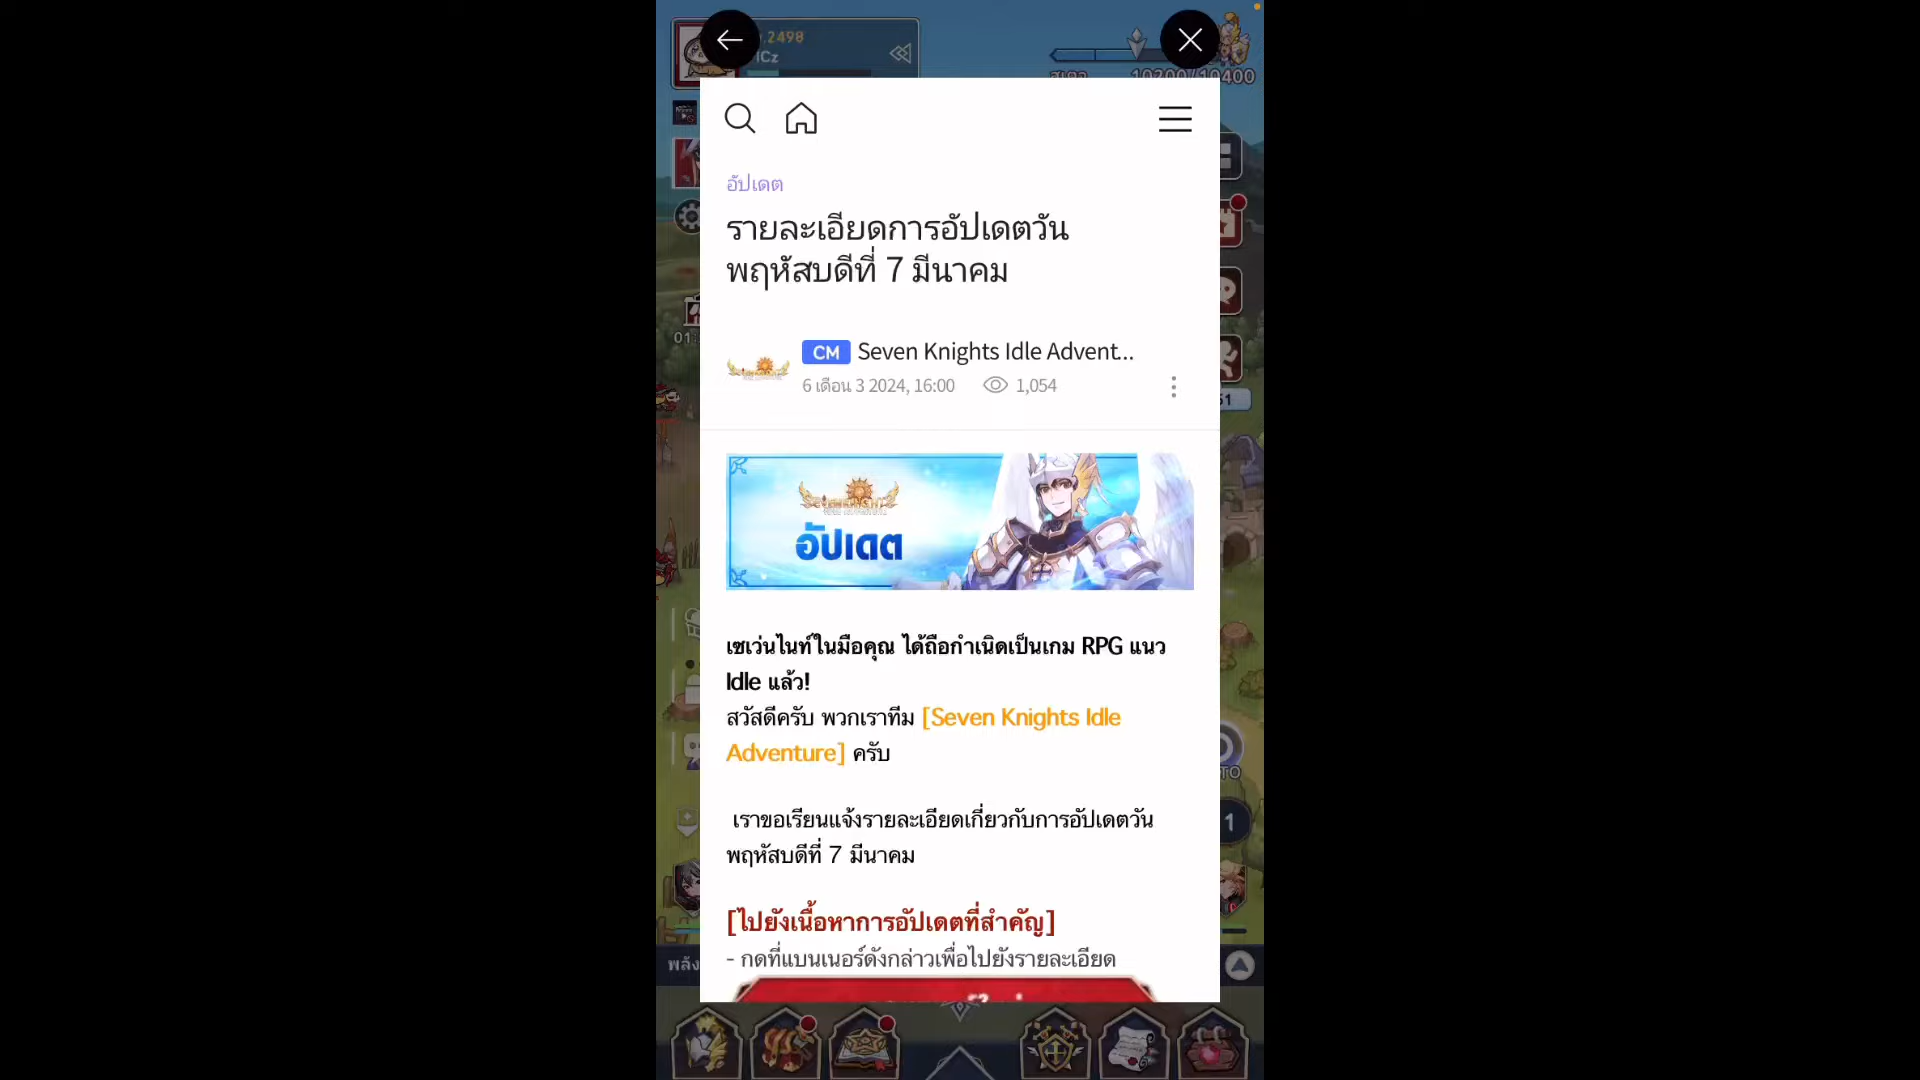 .2498
iCz
10200/10400
อัปเดต
รายละเอียดการอัปเดตวัน
พฤหัสบดีที่ 7 มีนาคม
CM Seven Knights Idle Advent...
6 เดือน 3 2024, 16:00 1,054
อัปเดต
เซเว่นไนท์ในมือคุณ ได้ถือกำเนิดเป็นเกม RPG แนว
Idle แล้ว!
สวัสดีครับ พวกเราทีม [Seven Knights Idle
Adventure] ครับ
เราขอเรียนแจ้งรายละเอียดเกี่ยวกับการอัปเดตวัน
พฤหัสบดีที่ 7 มีนาคม
[ไปยังเนื้อหาการอัปเดตที่สำคัญ]
- กดที่แบนเนอร์ดังกล่าวเพื่อไปยังรายละเอียด
พลัง
1